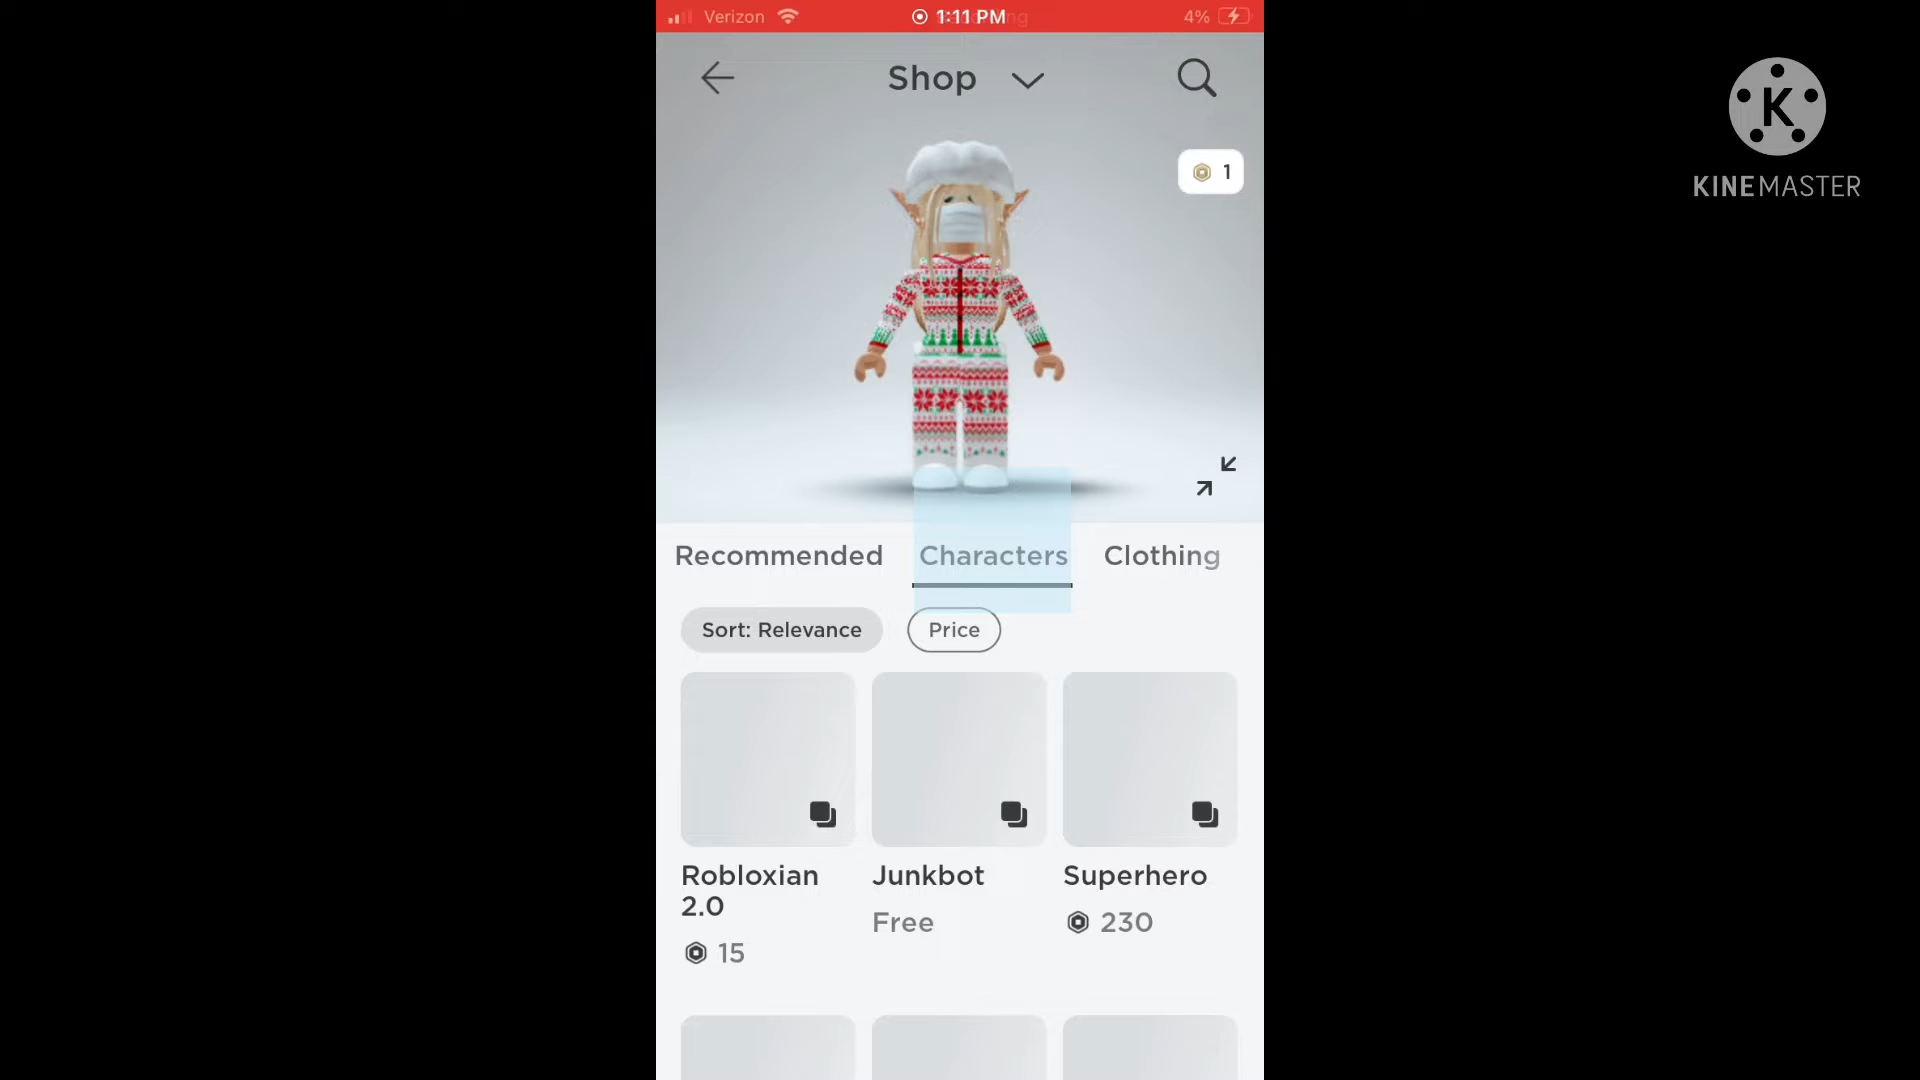 Verizon
1:11 PM
4%
Shop
1
K
KINEMASTER
Recommended Characters Clothing
Sort: Relevance Price
Robloxian 2.0
15
Junkbot
Free
Superhero
230